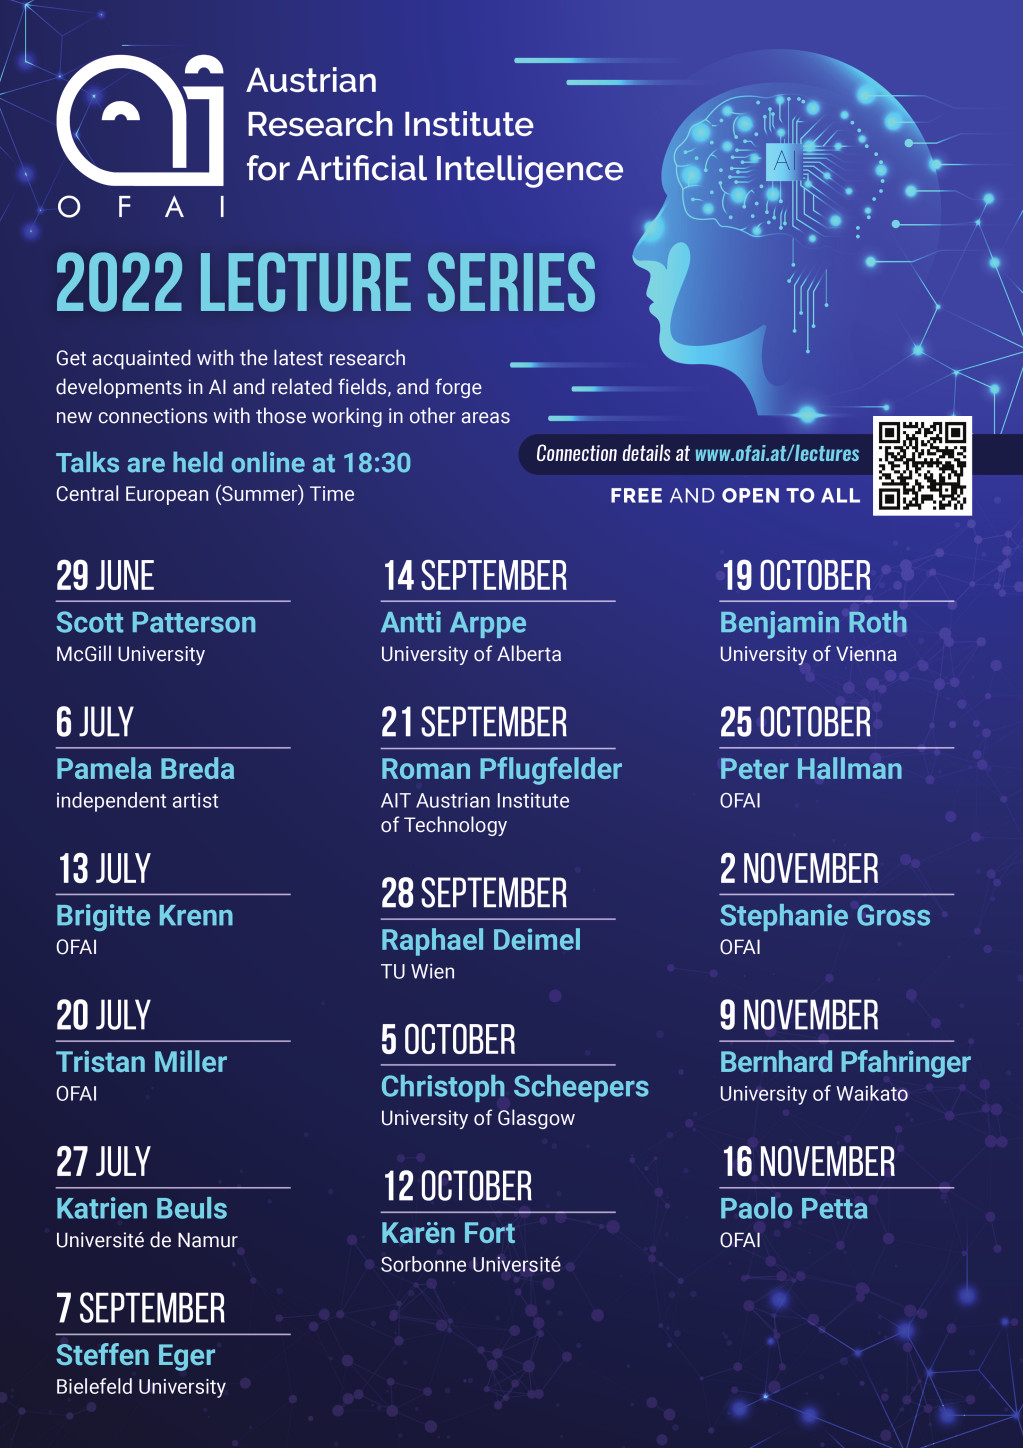 OFAI
Austrian
Research Institute
for Artificial Intelligence
AI
2022 LECTURE SERIES
Get acquainted with the latest research
developments in AI and related fields, and forge
new connections with those working in other areas
Talks are held online at 18:30
Central European (Summer) Time
Connection details at www.ofai.at/lectures
FREE AND OPEN TO ALL
29 JUNE
Scott Patterson
McGill University
6 JULY
Pamela Breda
independent artist
13 JULY
Brigitte Krenn
OFAI
20 JULY
Tristan Miller
OFAI
27 JULY
Katrien Beuls
Université de Namur
7 SEPTEMBER
Steffen Eger
Bielefeld University
14 SEPTEMBER
Antti Arppe
University of Alberta
21 SEPTEMBER
Roman Pflugfelder
AIT Austrian Institute
of Technology
28 SEPTEMBER
Raphael Deimel
TU Wien
5 OCTOBER
Christoph Scheepers
University of Glasgow
12 OCTOBER
Karën Fort
Sorbonne Université
19 OCTOBER
Benjamin Roth
University of Vienna
25 OCTOBER
Peter Hallman
OFAI
2 NOVEMBER
Stephanie Gross
OFAI
9 NOVEMBER
Bernhard Pfahringer
University of Waikato
16 NOVEMBER
Paolo Petta
OFAI